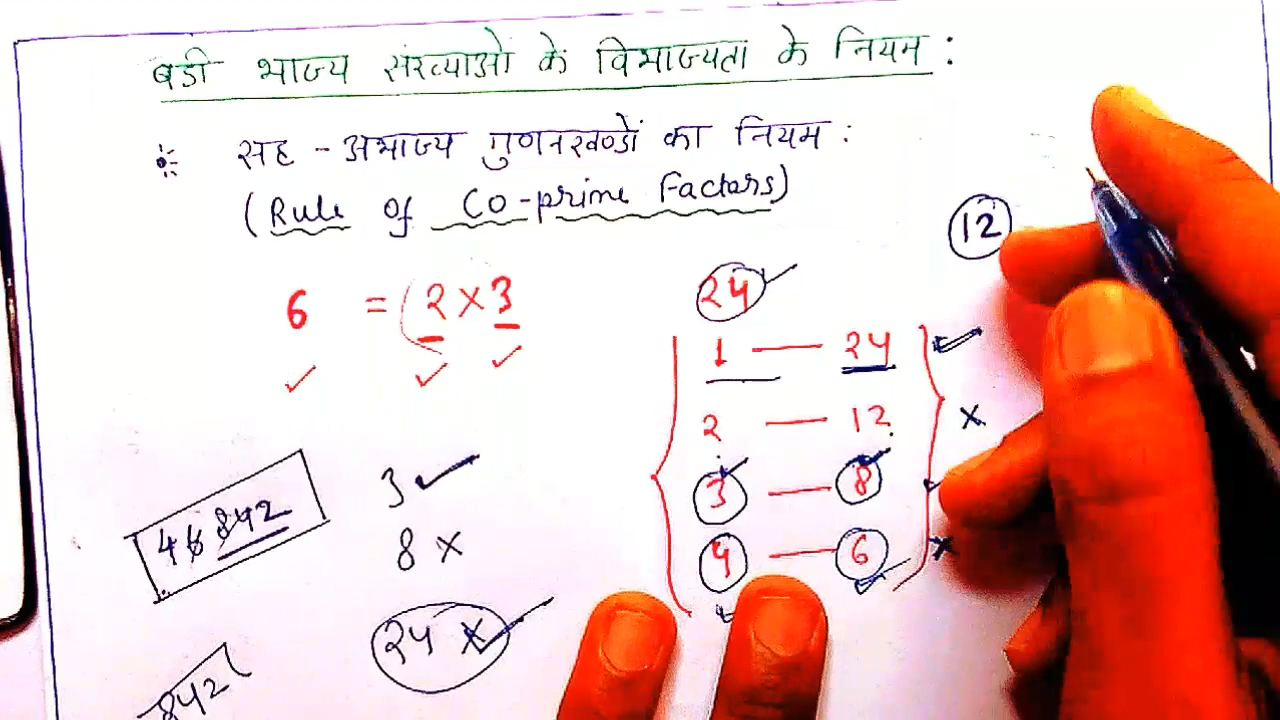 बडी भाज्य संख्याओं के विभाज्यता के नियम :
सह - अभाज्य गुणनखण्डों का नियम :
(Rule of Co-prime Factors)
12
6 = (2 × 3
24
1 — 24
2 — 12
3 — 8
4 — 6
46842
3 ✓
8 ×
24 ×
842